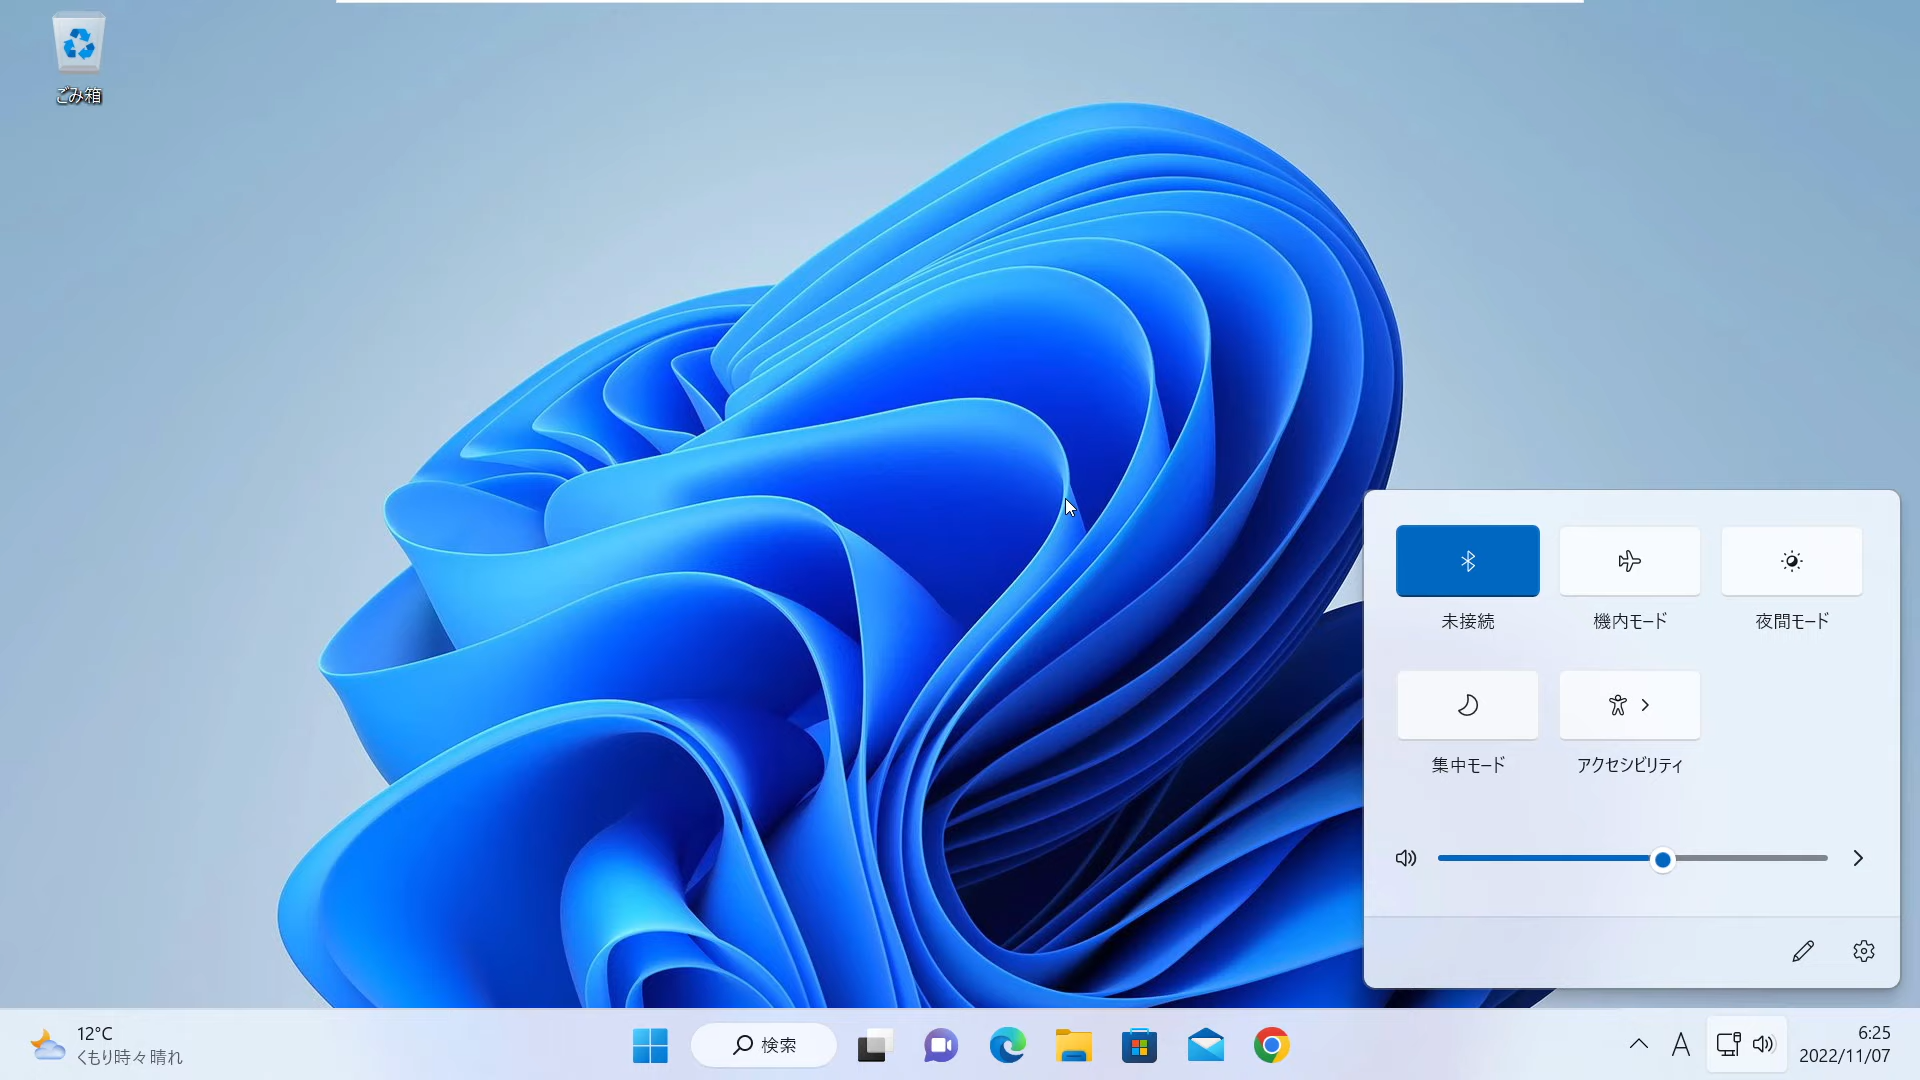 ごみ箱
未接続
機内モード
夜間モード
集中モード
アクセシビリティ
12°C
くもり時々晴れ
検索
A
6:25
2022/11/07